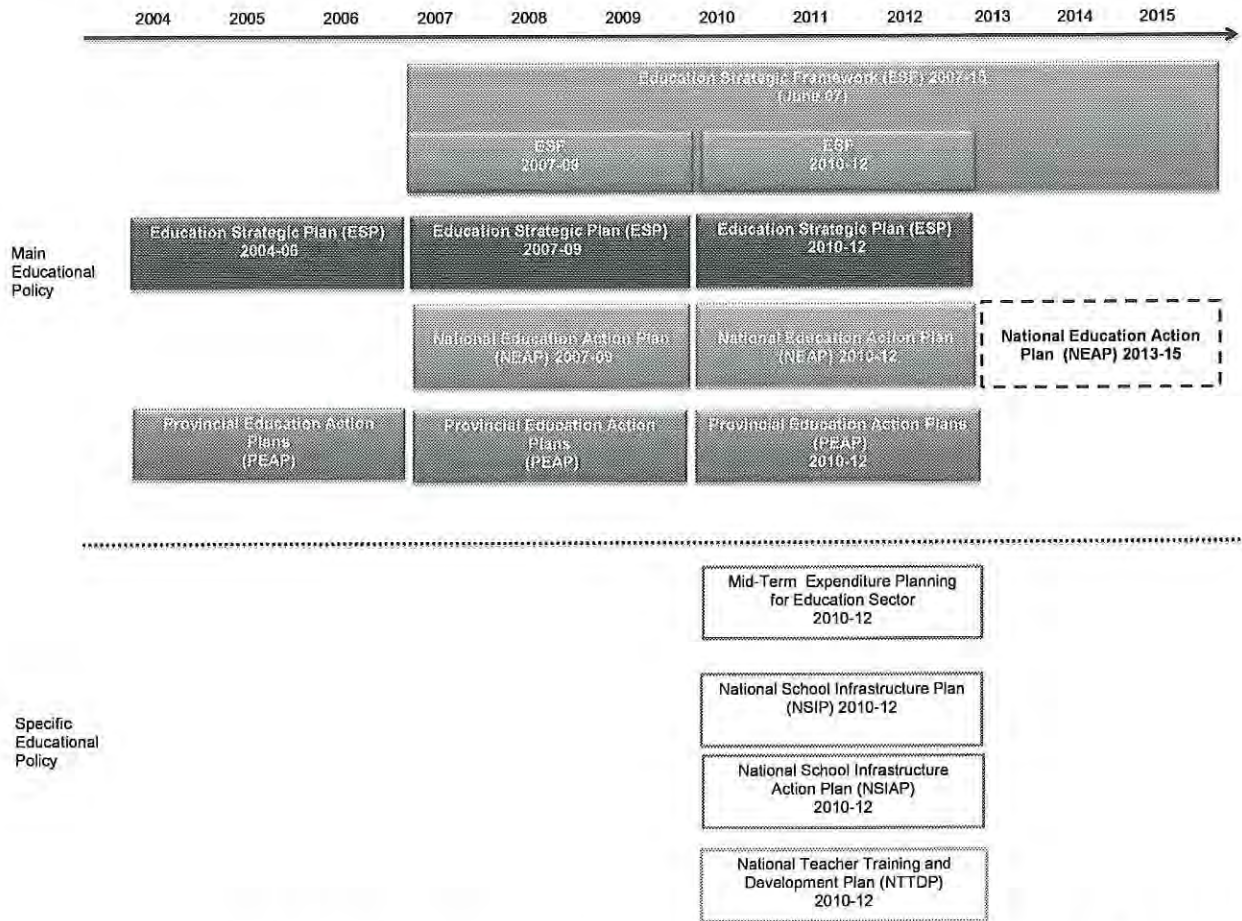 2004 2005 2006 2007 2008 2009 2010 2011 2012 2013 2014 2015
Education Strategic Framework (ESF) 2007-15
(June 07)
ESF
2007-09
ESF
2010-12
Main
Educational
Policy
Education Strategic Plan (ESP)
2004-06
Education Strategic Plan (ESP)
2007-09
Education Strategic Plan (ESP)
2010-12
National Education Action Plan
(NEAP) 2007-09
National Education Action Plan
(NEAP) 2010-12
National Education Action
Plan (NEAP) 2013-15
Provincial Education Action
Plans
(PEAP)
Provincial Education Action
Plans
(PEAP)
Provincial Education Action Plans
(PEAP)
2010-12
Specific
Educational
Policy
Mid-Term Expenditure Planning
for Education Sector
2010-12
National School Infrastructure Plan
(NSIP) 2010-12
National School Infrastructure
Action Plan (NSIAP)
2010-12
National Teacher Training and
Development Plan (NTTDP)
2010-12